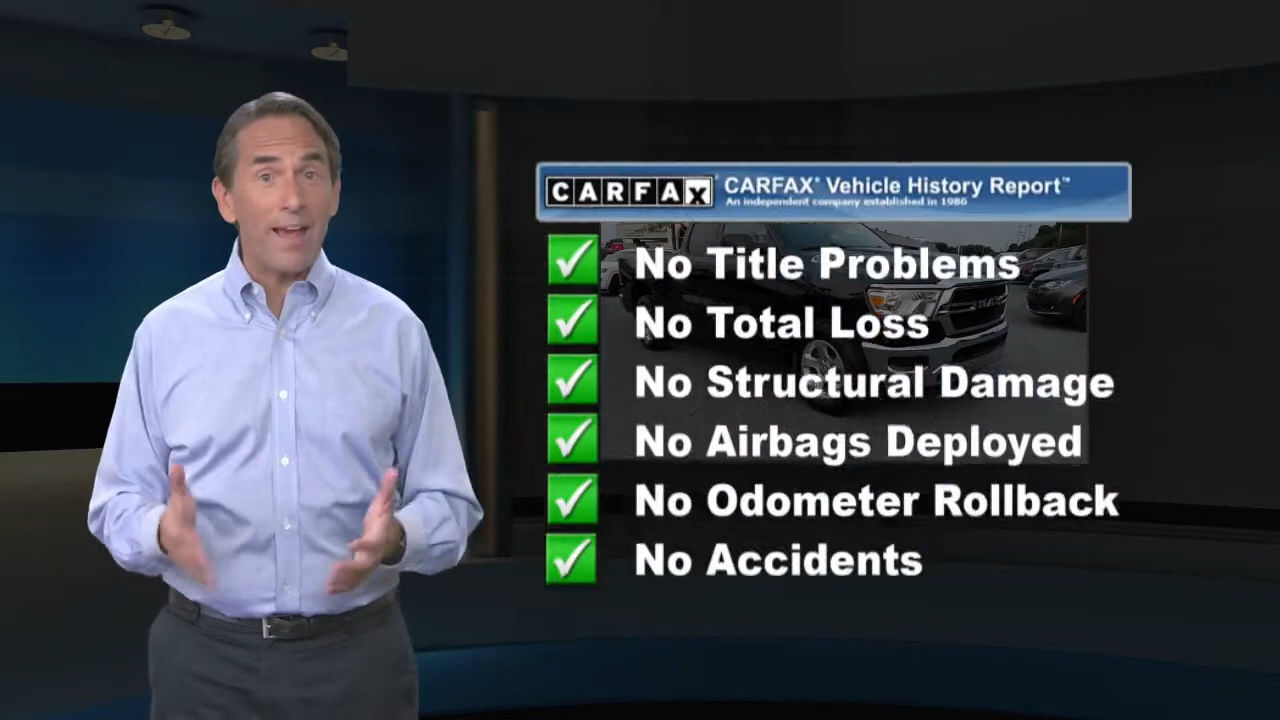 CARFAX
CARFAX® Vehicle History Report™
An independent company established in 1986
No Title Problems
No Total Loss
No Structural Damage
No Airbags Deployed
No Odometer Rollback
No Accidents